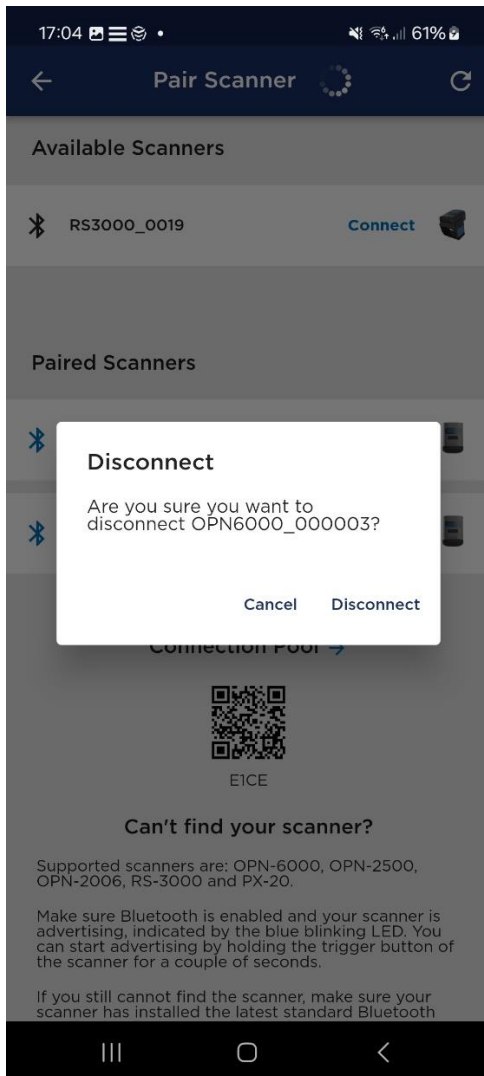 17:04
61%
Pair Scanner
Available Scanners
RS3000_0019
Connect
Paired Scanners
Disconnect
Are you sure you want to
disconnect OPN6000_000003?
Cancel Disconnect
Connection Pool →
E1CE
Can't find your scanner?
Supported scanners are: OPN-6000, OPN-2500,
OPN-2006, RS-3000 and PX-20.
Make sure Bluetooth is enabled and your scanner is
advertising, indicated by the blue blinking LED. You
can start advertising by holding the trigger button of
the scanner for a couple of seconds.
If you still cannot find the scanner, make sure your
scanner has installed the latest standard Bluetooth